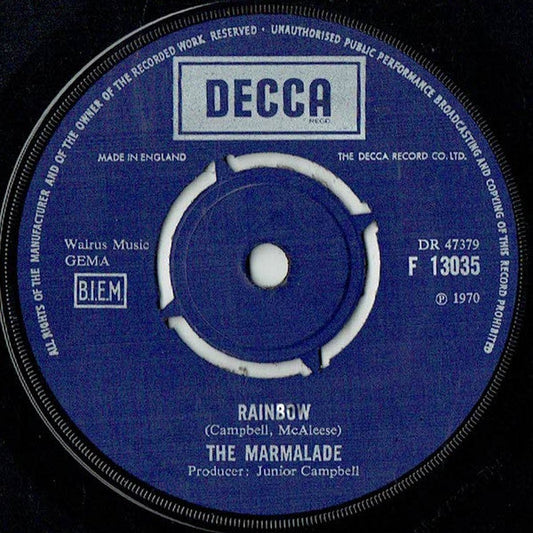 ALL RIGHTS OF THE MANUFACTURER AND OF THE OWNER OF THE RECORDED WORK RESERVED · UNAUTHORISED PUBLIC PERFORMANCE BROADCASTING AND COPYING OF THIS RECORD PROHIBITED
DECCA
REGD
MADE IN ENGLAND
THE DECCA RECORD CO. LTD.
Walrus Music
GEMA
B.I.E.M.
DR 47379
F 13035
℗ 1970
RAINBOW
(Campbell, McAleese)
THE MARMALADE
Producer: Junior Campbell